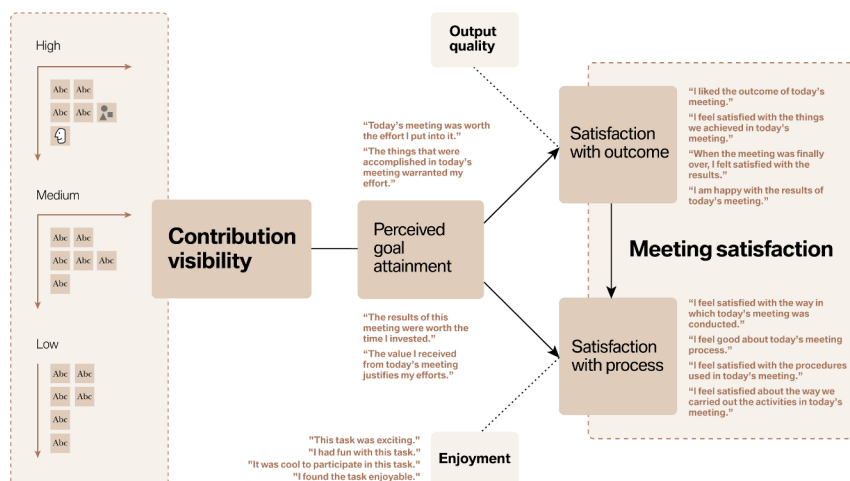 High
Abc Abc
Abc Abc
Medium
Abc Abc
Abc Abc Abc
Abc
Low
Abc Abc
Abc Abc
Abc
Abc
Contribution
visibility
“Today’s meeting was worth
the effort I put into it.”
“The things that were
accomplished in today’s
meeting warranted my
effort.”
Perceived
goal
attainment
“The results of this
meeting were worth the
time I invested.”
“The value I received
from today’s meeting
justifies my efforts.”
Output
quality
Satisfaction
with outcome
“I liked the outcome of today’s
meeting.”
“I feel satisfied with the things
we achieved in today’s
meeting.”
“When the meeting was finally
over, I felt satisfied with the
results.”
“I am happy with the results of
today’s meeting.”
Meeting satisfaction
Satisfaction
with process
“I feel satisfied with the way in
which today’s meeting was
conducted.”
“I feel good about today’s meeting
process.”
“I feel satisfied with the procedures
used in today’s meeting.”
“I feel satisfied about the way we
carried out the activities in today’s
meeting.”
"This task was exciting."
"I had fun with this task."
"It was cool to participate in this task."
"I found the task enjoyable."
Enjoyment